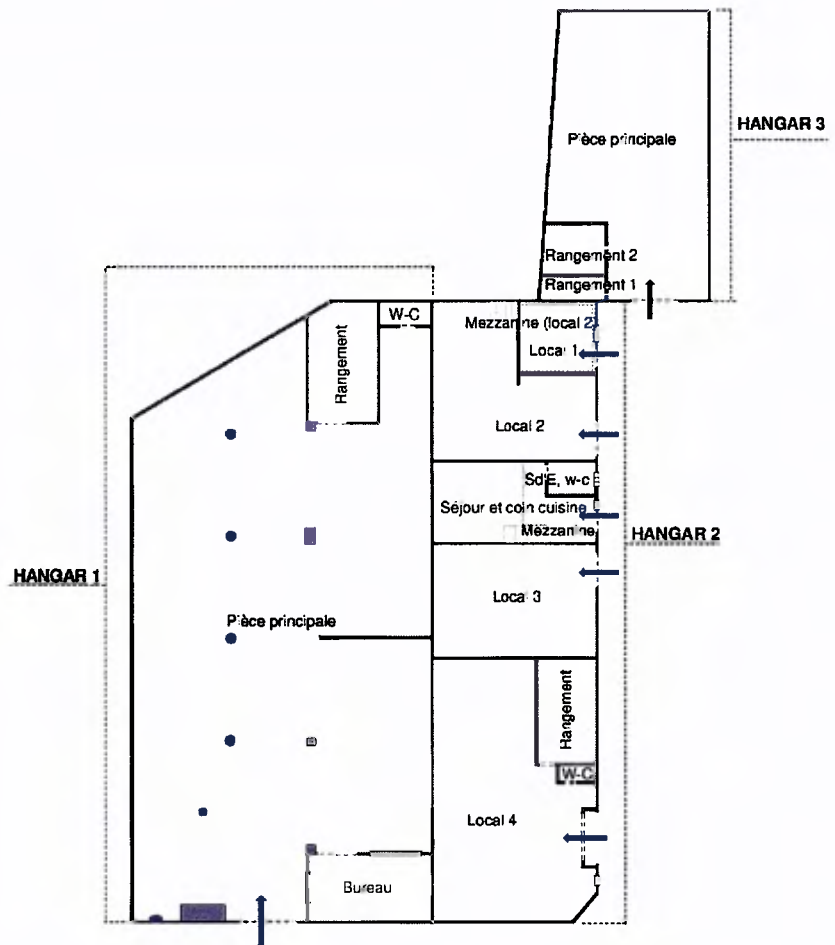 HANGAR 3
Pièce principale
Rangement 2
Rangement 1
W-C
Rangement
Mezzanine (local 2)
Local 1
Local 2
Sd'E, w-c
Séjour et coin cuisine
Mezzanine
HANGAR 2
HANGAR 1
Local 3
Pièce principale
Rangement
W-C
Local 4
Bureau